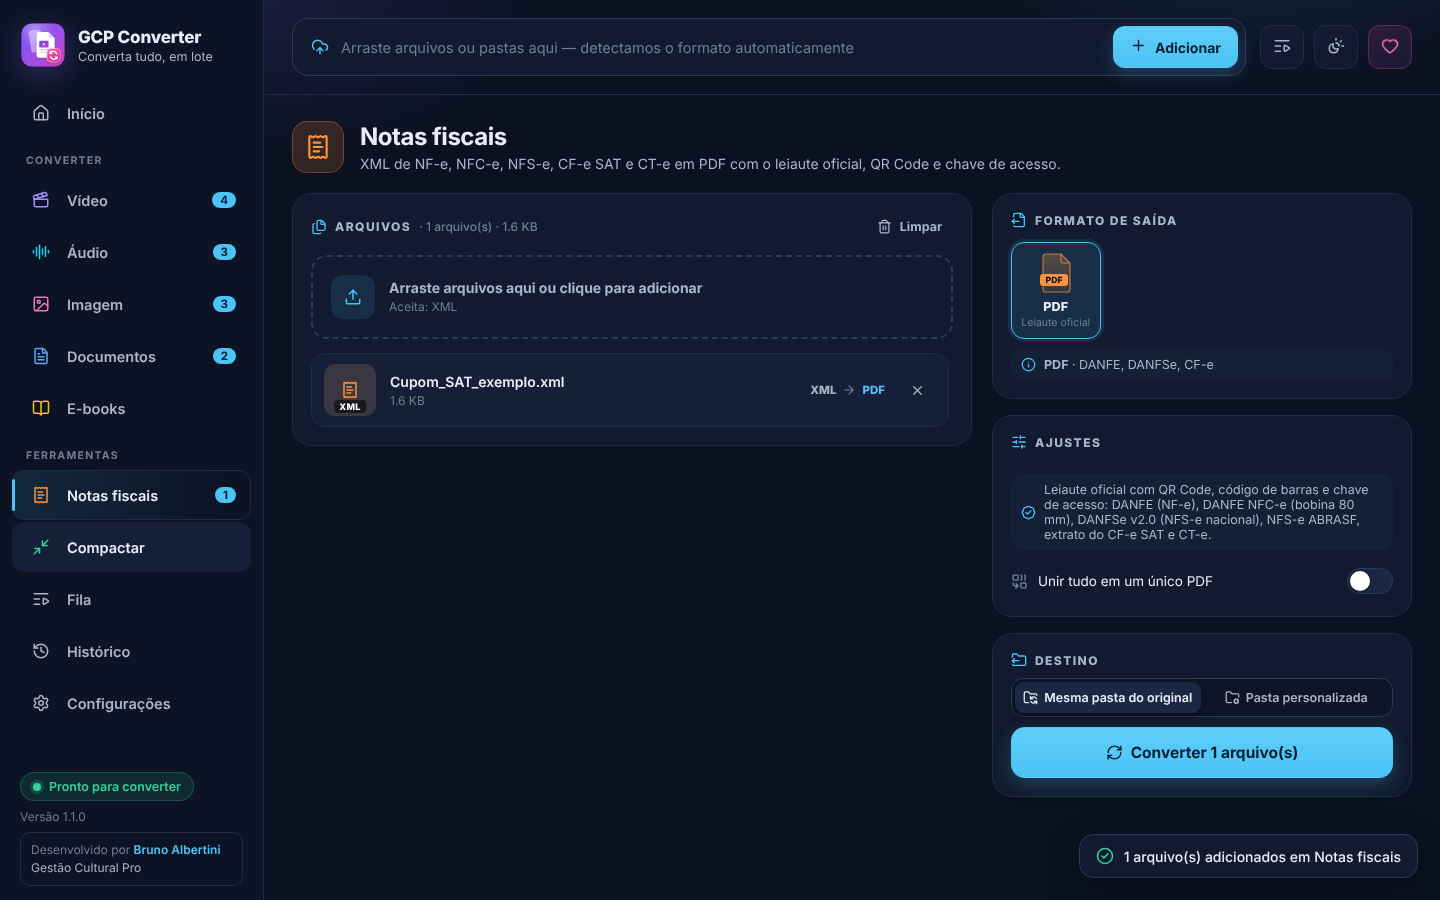 GCP Converter
Converta tudo, em lote
Início
CONVERTER
Vídeo 4
Áudio 3
Imagem 3
Documentos 2
E-books
FERRAMENTAS
Notas fiscais 1
Compactar
Fila
Histórico
Configurações
Pronto para converter
Versão 1.1.0
Desenvolvido por Bruno Albertini
Gestão Cultural Pro
Arraste arquivos ou pastas aqui — detectamos o formato automaticamente
Adicionar
Notas fiscais
XML de NF-e, NFC-e, NFS-e, CF-e SAT e CT-e em PDF com o leiaute oficial, QR Code e chave de acesso.
ARQUIVOS · 1 arquivo(s) · 1.6 KB
Limpar
Arraste arquivos aqui ou clique para adicionar
Aceita: XML
XML
Cupom_SAT_exemplo.xml
1.6 KB
XML → PDF
FORMATO DE SAÍDA
PDF
PDF
Leiaute oficial
PDF · DANFE, DANFSe, CF-e
AJUSTES
Leiaute oficial com QR Code, código de barras e chave
de acesso: DANFE (NF-e), DANFE NFC-e (bobina 80
mm), DANFSe v2.0 (NFS-e nacional), NFS-e ABRASF,
extrato do CF-e SAT e CT-e.
Unir tudo em um único PDF
DESTINO
Mesma pasta do original
Pasta personalizada
Converter 1 arquivo(s)
1 arquivo(s) adicionados em Notas fiscais